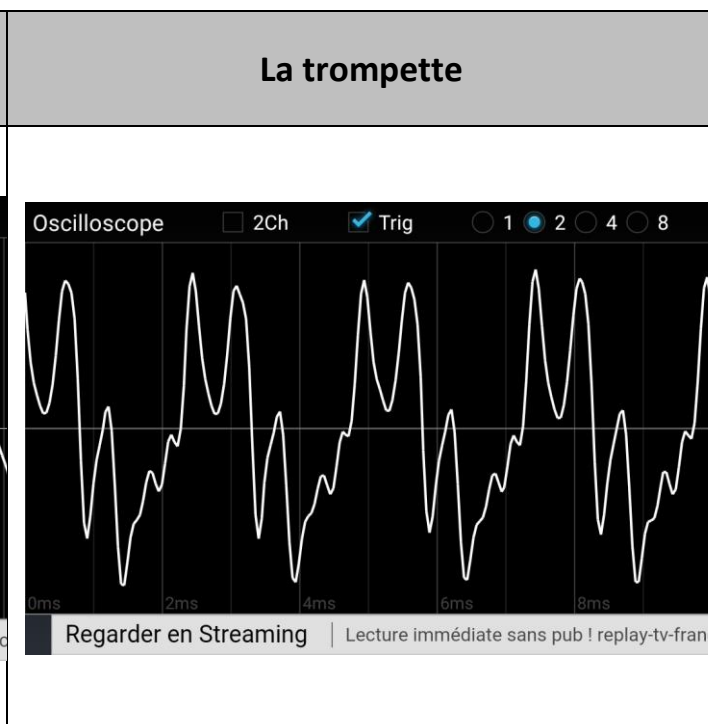 La trompette
Oscilloscope 2Ch Trig 1 2 4 8
0ms 2ms 4ms 6ms 8ms
Regarder en Streaming Lecture immédiate sans pub ! replay-tv-fran